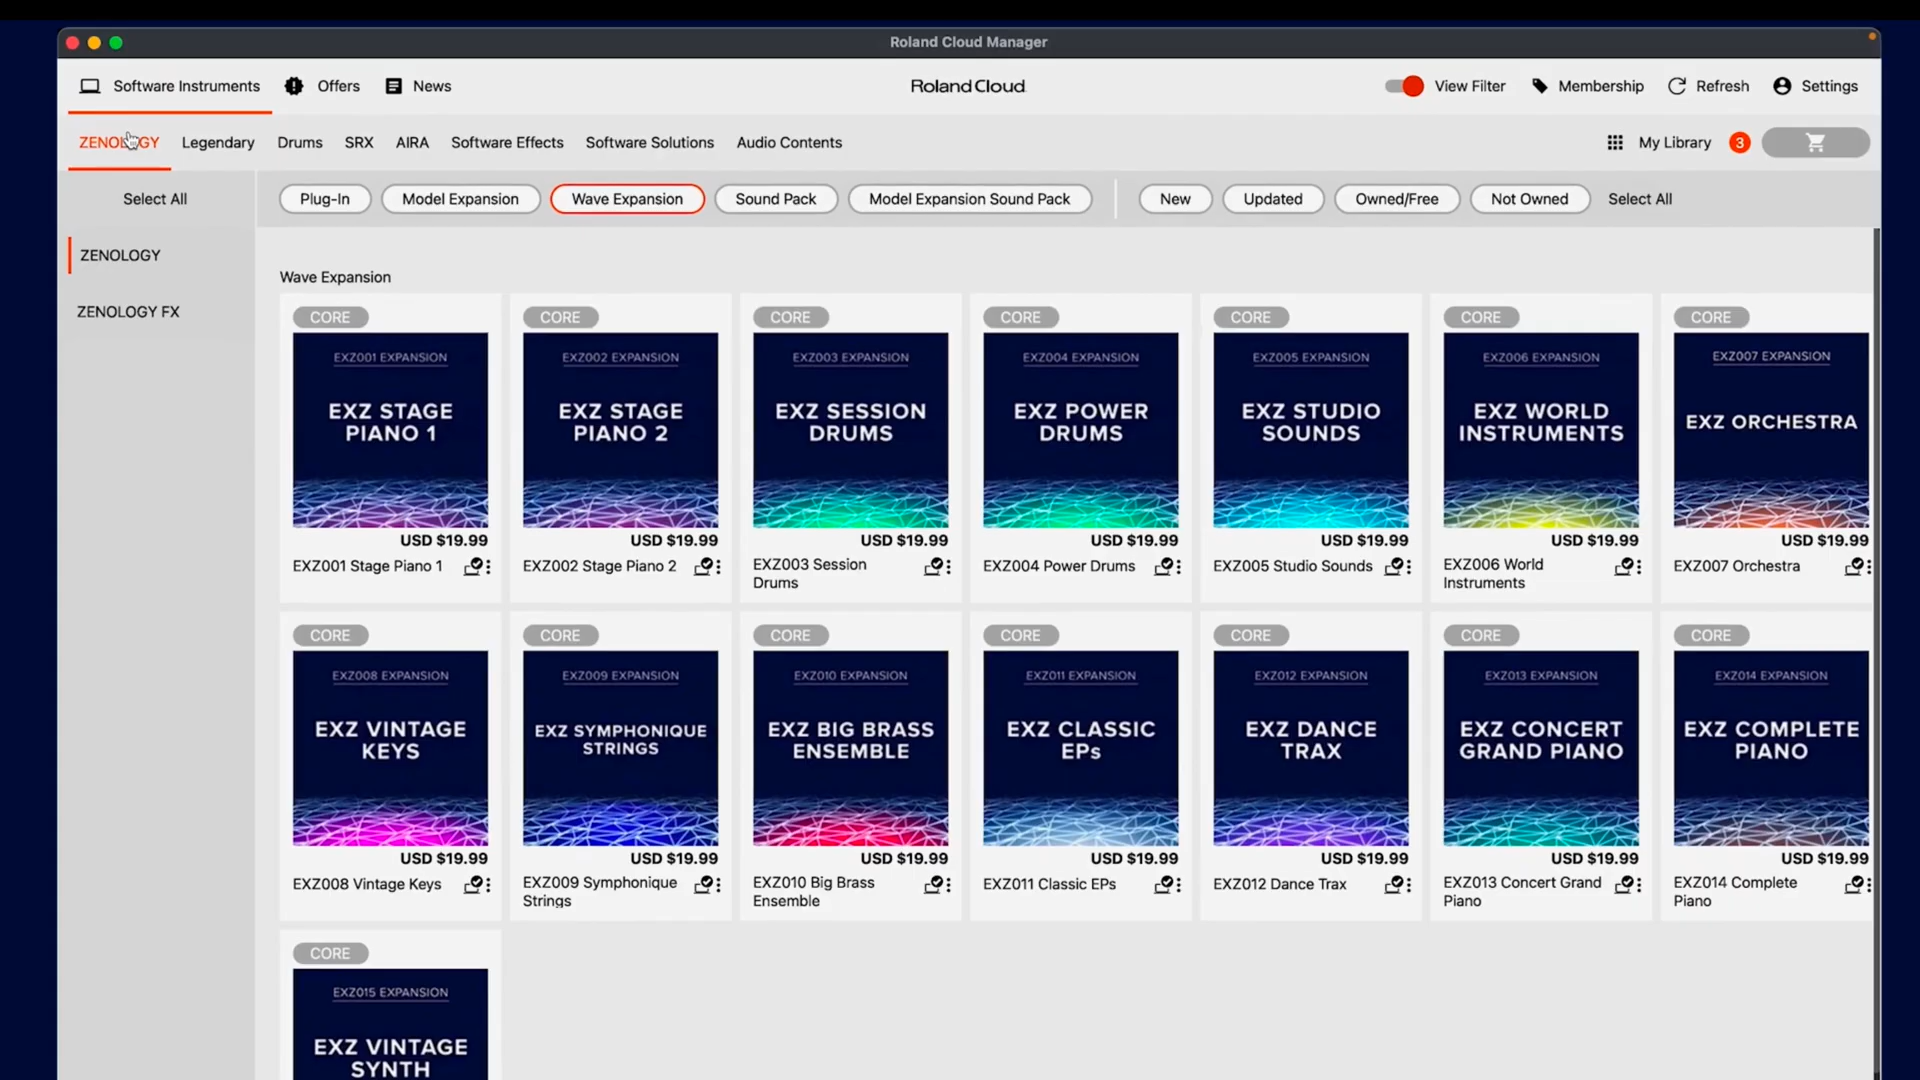 Roland Cloud Manager
Software Instruments Offers News Roland Cloud View Filter Membership Refresh Settings
ZENOLOGY Legendary Drums SRX AIRA Software Effects Software Solutions Audio Contents My Library 3
Select All Plug-In Model Expansion Wave Expansion Sound Pack Model Expansion Sound Pack New Updated Owned/Free Not Owned Select All
ZENOLOGY
ZENOLOGY FX
Wave Expansion
CORE
EXZ001 EXPANSION
EXZ STAGE
PIANO 1
USD $19.99
EXZ001 Stage Piano 1
CORE
EXZ002 EXPANSION
EXZ STAGE
PIANO 2
USD $19.99
EXZ002 Stage Piano 2
CORE
EXZ003 EXPANSION
EXZ SESSION
DRUMS
USD $19.99
EXZ003 Session
Drums
CORE
EXZ004 EXPANSION
EXZ POWER
DRUMS
USD $19.99
EXZ004 Power Drums
CORE
EXZ005 EXPANSION
EXZ STUDIO
SOUNDS
USD $19.99
EXZ005 Studio Sounds
CORE
EXZ006 EXPANSION
EXZ WORLD
INSTRUMENTS
USD $19.99
EXZ006 World
Instruments
CORE
EXZ007 EXPANSION
EXZ ORCHESTRA
USD $19.99
EXZ007 Orchestra
CORE
EXZ008 EXPANSION
EXZ VINTAGE
KEYS
USD $19.99
EXZ008 Vintage Keys
CORE
EXZ009 EXPANSION
EXZ SYMPHONIQUE
STRINGS
USD $19.99
EXZ009 Symphonique
Strings
CORE
EXZ010 EXPANSION
EXZ BIG BRASS
ENSEMBLE
USD $19.99
EXZ010 Big Brass
Ensemble
CORE
EXZ011 EXPANSION
EXZ CLASSIC
EPs
USD $19.99
EXZ011 Classic EPs
CORE
EXZ012 EXPANSION
EXZ DANCE
TRAX
USD $19.99
EXZ012 Dance Trax
CORE
EXZ013 EXPANSION
EXZ CONCERT
GRAND PIANO
USD $19.99
EXZ013 Concert Grand
Piano
CORE
EXZ014 EXPANSION
EXZ COMPLETE
PIANO
USD $19.99
EXZ014 Complete
Piano
CORE
EXZ015 EXPANSION
EXZ VINTAGE
SYNTH